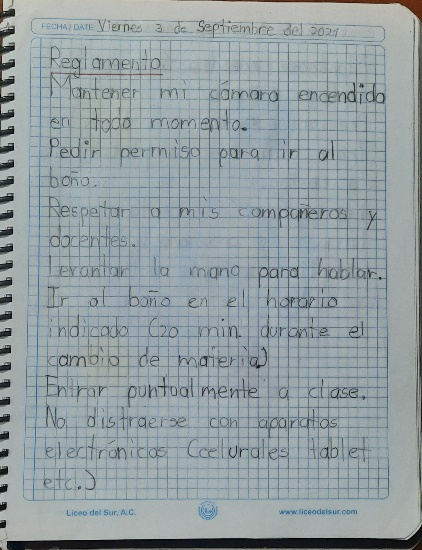 FECHA/DATE Viernes 3 de Septiembre del 2021
Reglamento
Mantener mi cámara encendida
en todo momento.
Pedir permiso para ir al
baño.
Respetar a mis compañeros y
docentes.
Levantar la mano para hablar.
Ir al baño en el horario
indicado (20 min. durante el
cambio de materia)
Entrar puntualmente a clase.
No distraerse con aparatos
electrónicos (celurales tablet
etc.)
Liceo del Sur, A.C. www.liceodelsur.com